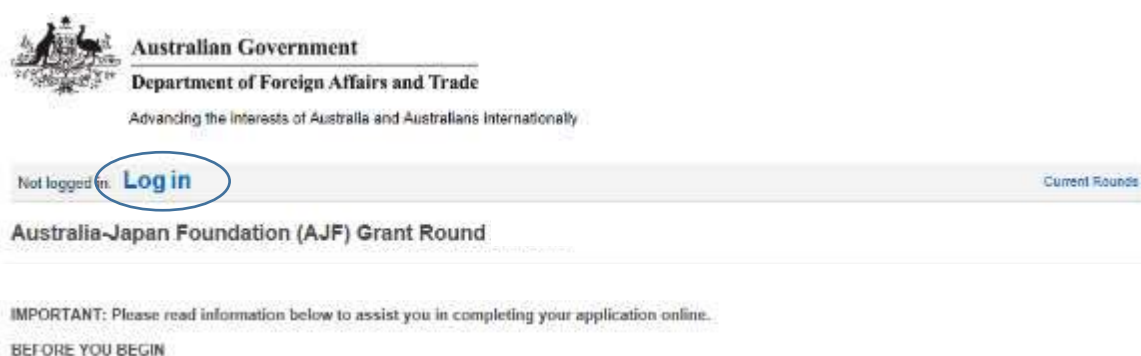 Australian Government
Department of Foreign Affairs and Trade
Advancing the interests of Australia and Australians Internationally
Not logged in. Log in Current Rounds
Australia-Japan Foundation (AJF) Grant Round
IMPORTANT: Please read information below to assist you in completing your application online.
BEFORE YOU BEGIN